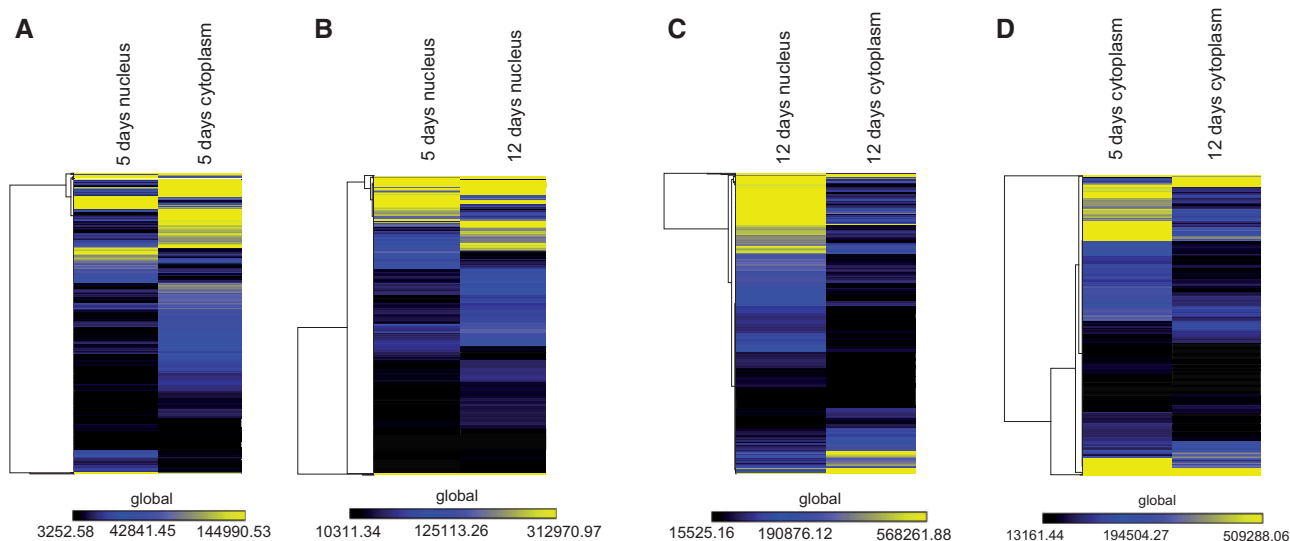 A
5 days nucleus
5 days cytoplasm
global
3252.58
42841.45
144990.53
B
5 days nucleus
12 days nucleus
global
10311.34
125113.26
312970.97
C
12 days nucleus
12 days cytoplasm
global
15525.16
190876.12
568261.88
D
5 days cytoplasm
12 days cytoplasm
global
13161.44
194504.27
509288.06